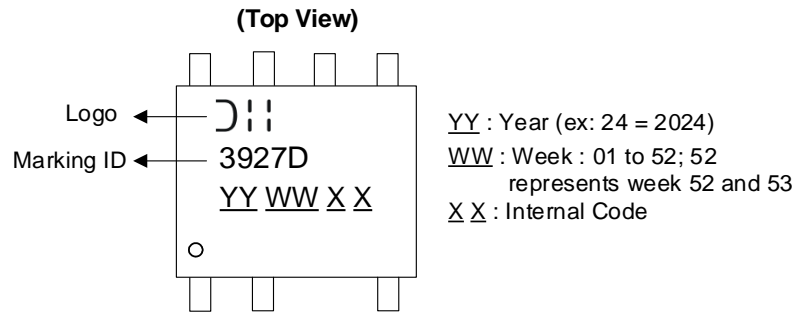 (Top View)
Logo
Marking ID
3927D
YY WW X X
YY : Year (ex: 24 = 2024)
WW : Week : 01 to 52; 52
represents week 52 and 53
X X : Internal Code